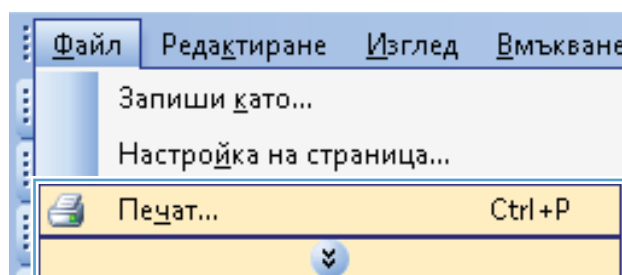 Файл Редактиране Изглед Вмъкване
Запиши като...
Настройка на страница...
Печат... Ctrl+P